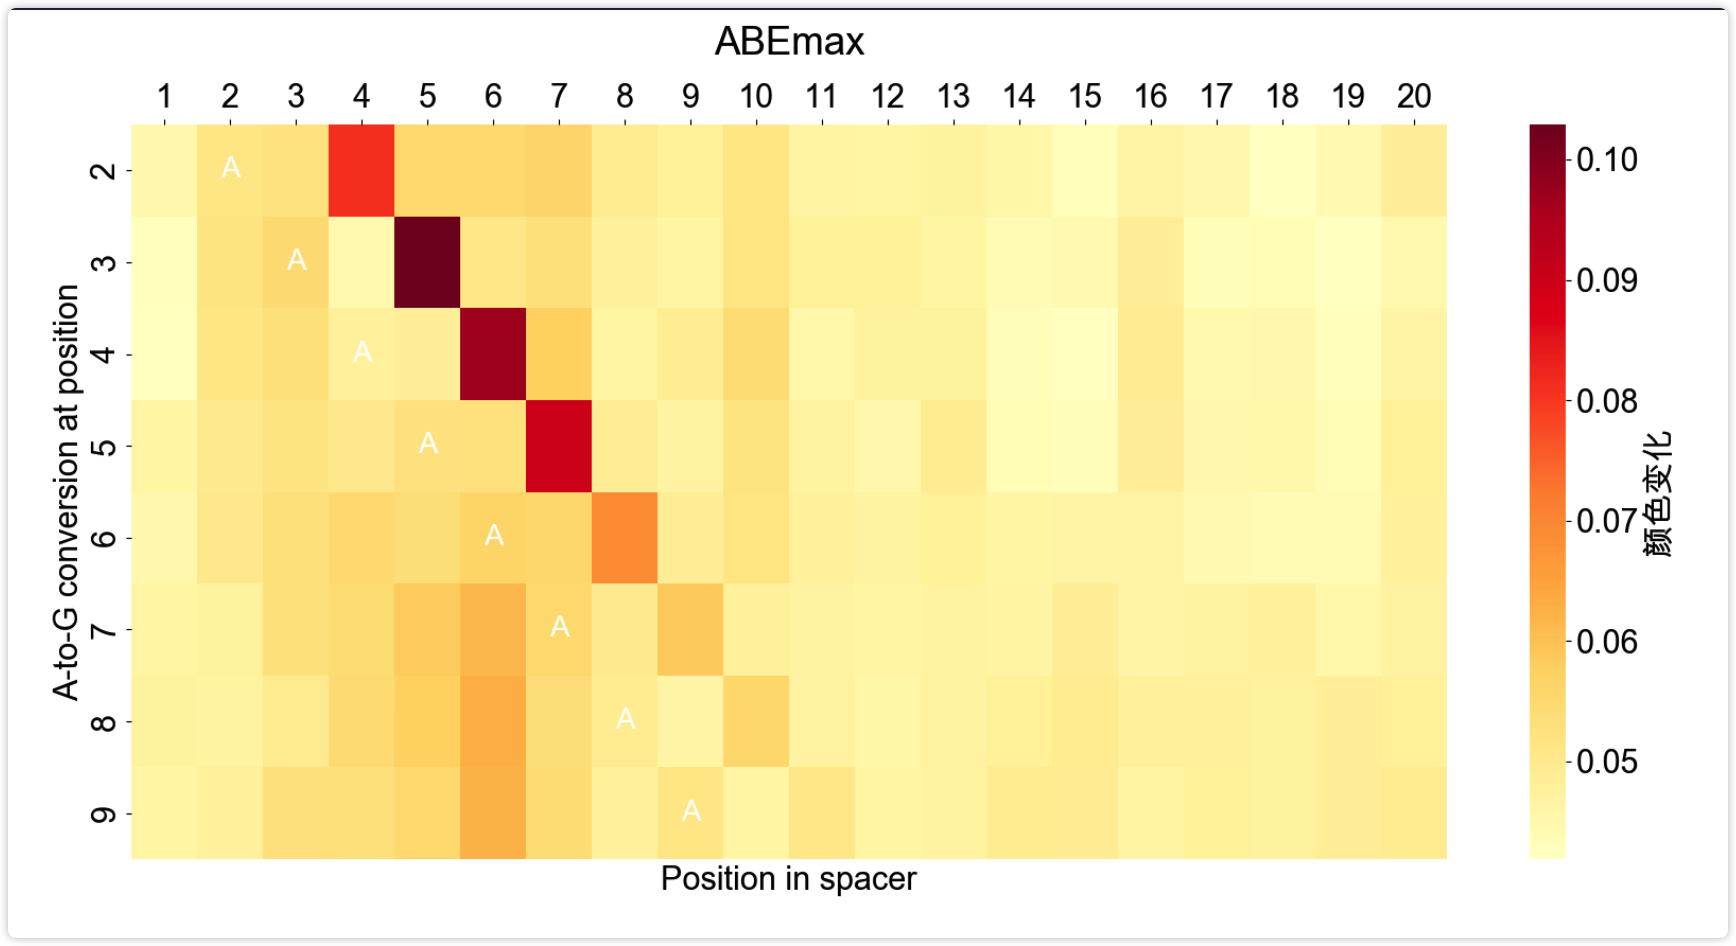 ABEmax
1 2 3 4 5 6 7 8 9 10 11 12 13 14 15 16 17 18 19 20
A-to-G conversion at position
2 A
3 A
4 A
5 A
6 A
7 A
8 A
9 A
Position in spacer
0.10
0.09
0.08
0.07
0.06
0.05
颜色变化